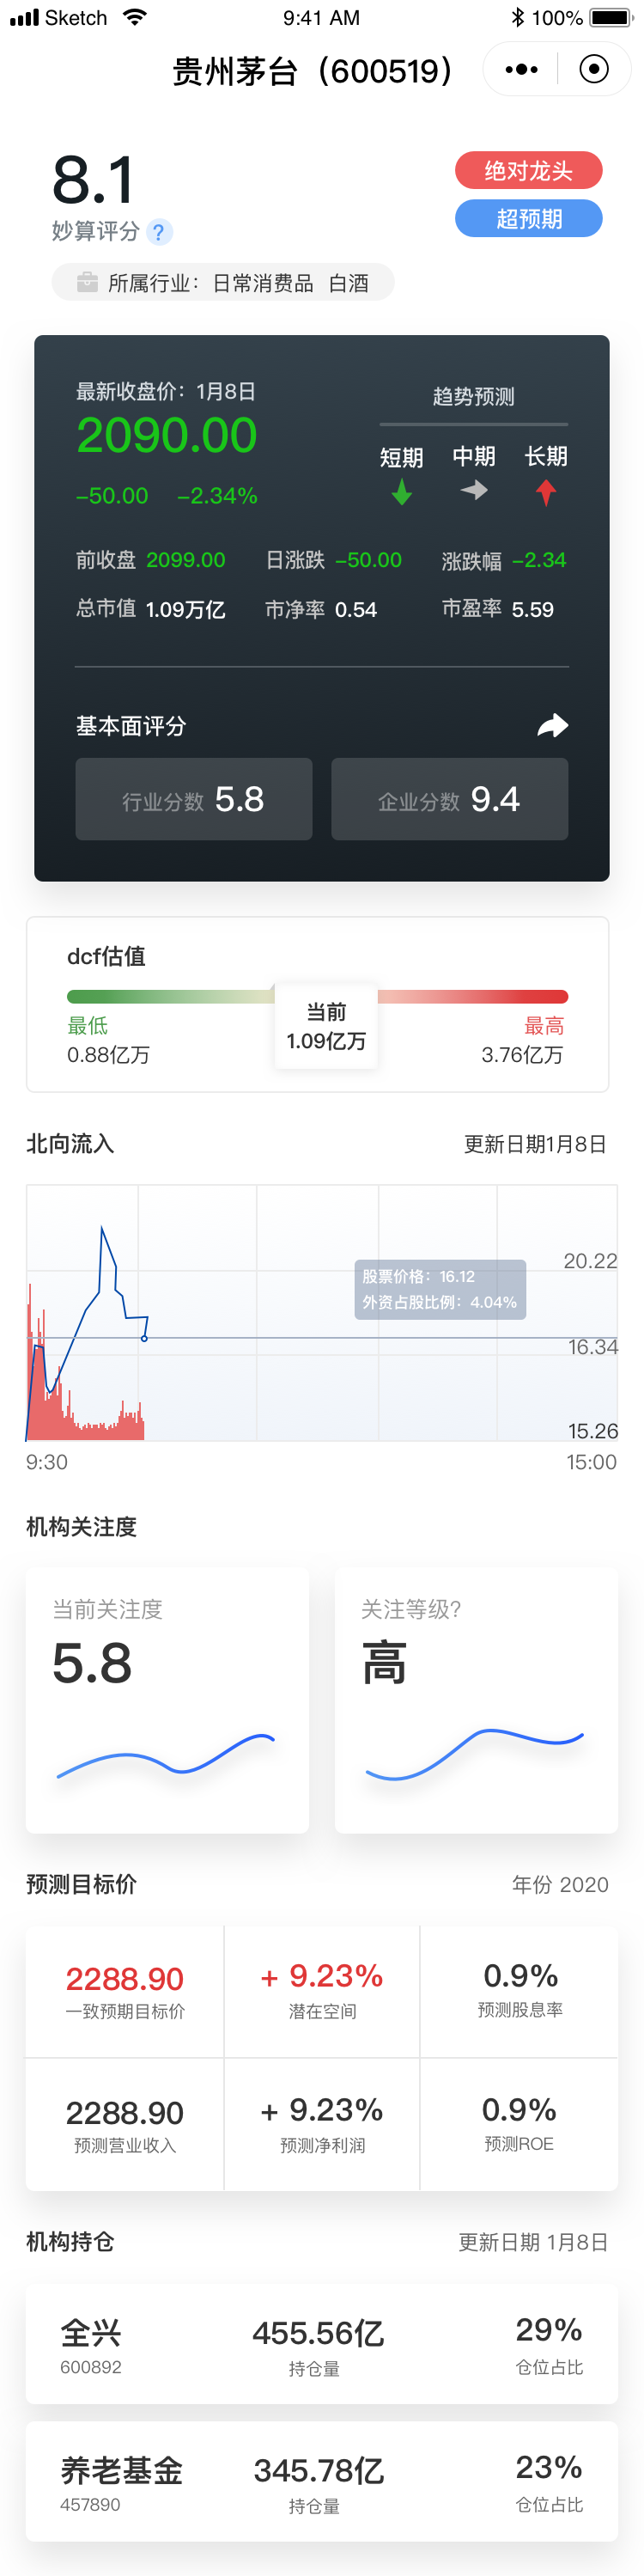 Sketch 9:41 AM 100%
贵州茅台（600519）
8.1
绝对龙头
妙算评分 ?
超预期
所属行业：日常消费品 白酒
最新收盘价：1月8日
趋势预测
2090.00
短期 中期 长期
-50.00 -2.34%
前收盘 2099.00 日涨跌 -50.00 涨跌幅 -2.34
总市值 1.09万亿 市净率 0.54 市盈率 5.59
基本面评分
行业分数 5.8 企业分数 9.4
dcf估值
当前
最低 最高
1.09亿万
0.88亿万 3.76亿万
北向流入 更新日期1月8日
20.22
股票价格：16.12
外资占股比例：4.04%
16.34
15.26
9:30 15:00
机构关注度
当前关注度 关注等级?
5.8 高
预测目标价 年份 2020
2288.90 + 9.23% 0.9%
一致预期目标价 潜在空间 预测股息率
2288.90 + 9.23% 0.9%
预测营业收入 预测净利润 预测ROE
机构持仓 更新日期 1月8日
全兴 455.56亿 29%
600892 持仓量 仓位占比
养老基金 345.78亿 23%
457890 持仓量 仓位占比